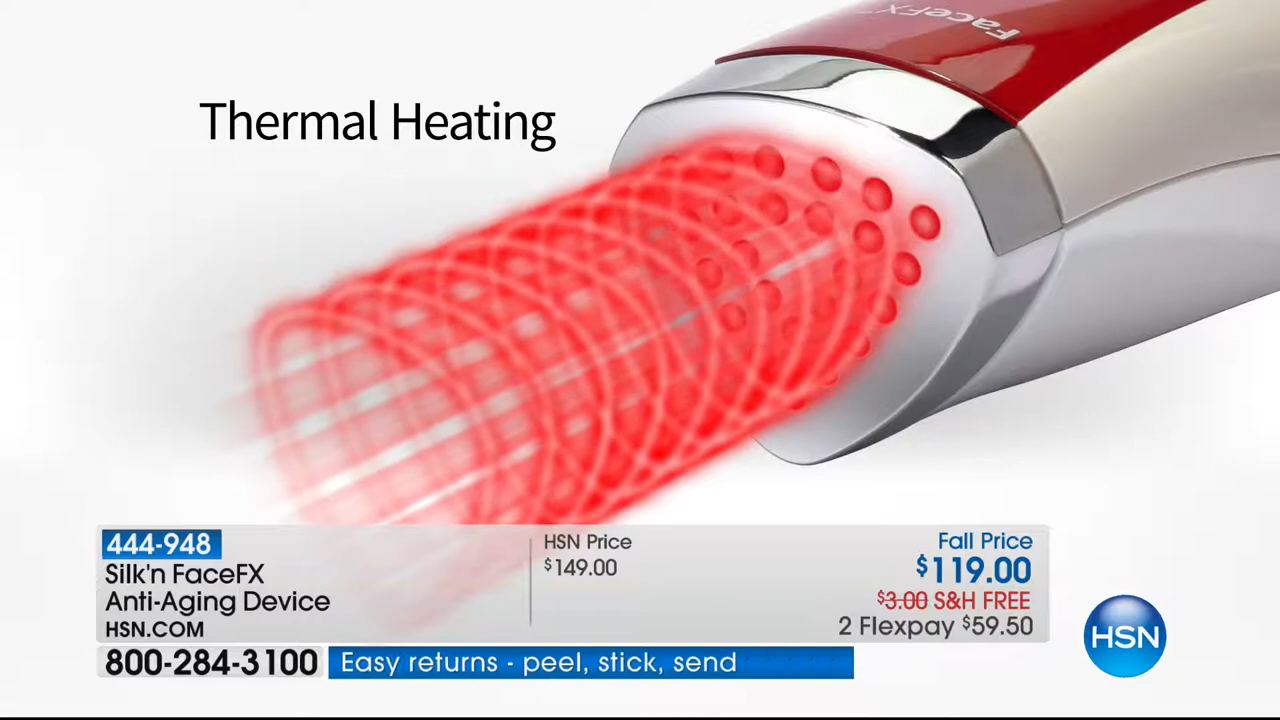 FaceFX
Thermal Heating
444-948
Silk'n FaceFX
Anti-Aging Device
HSN.COM
HSN Price
$149.00
Fall Price
$119.00
$3.00 S&H FREE
2 Flexpay $59.50
HSN
800-284-3100
Easy returns - peel, stick, send